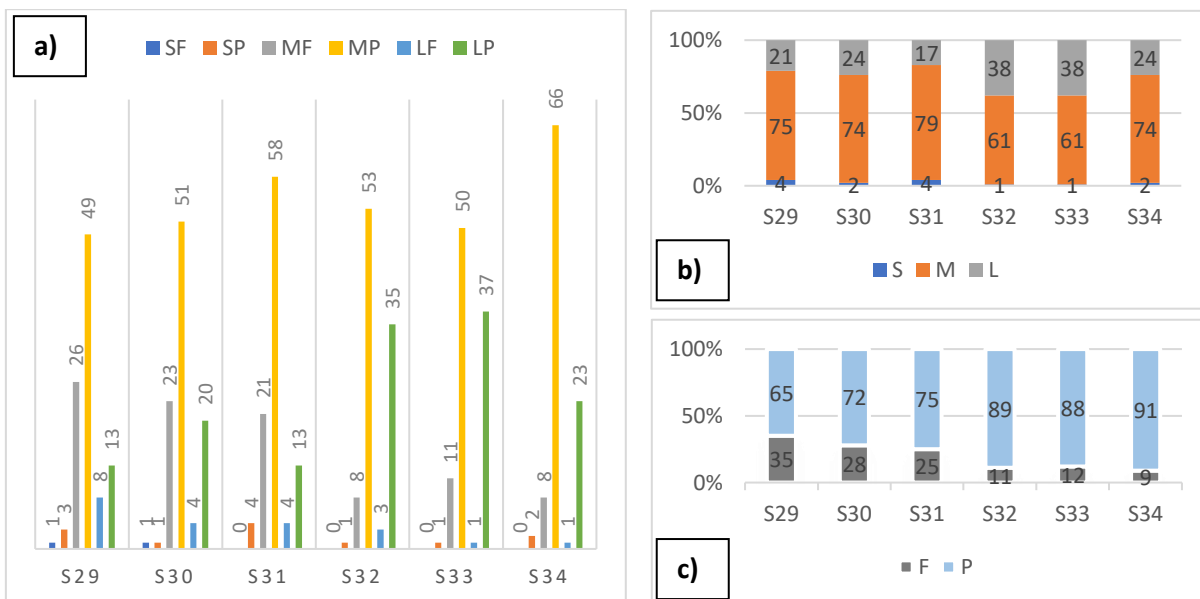 a)
SF SP MF MP LF LP
1 3 26 49 8 13
1 1 23 51 4 20
0 4 21 58 4 13
0 1 8 53 3 35
0 1 11 50 1 37
0 2 8 66 1 23
S29 S30 S31 S32 S33 S34
100%
50%
0%
21 24 17 38 38 24
75 74 79 61 61 74
4 2 4 1 1 2
S29 S30 S31 S32 S33 S34
b)
S M L
100%
50%
0%
65 72 75 89 88 91
35 28 25 11 12 9
S29 S30 S31 S32 S33 S34
c)
F P